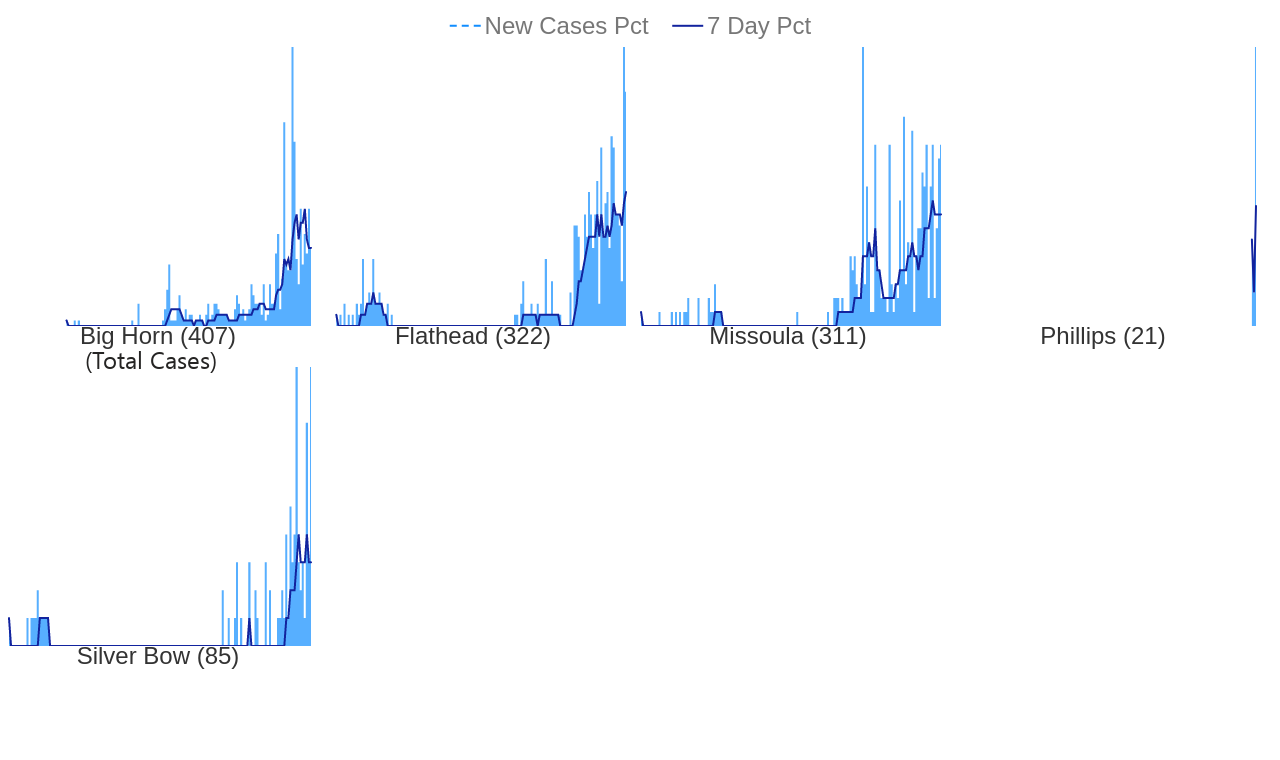 New Cases Pct 7 Day Pct
Big Horn (407) Flathead (322) Missoula (311) Phillips (21)
(Total Cases)
Silver Bow (85)